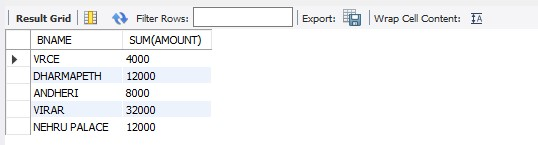 Result Grid Filter Rows: Export: Wrap Cell Content: IA
BNAME SUM(AMOUNT)
VRCE 4000
DHARMAPETH 12000
ANDHERI 8000
VIRAR 32000
NEHRU PALACE 12000